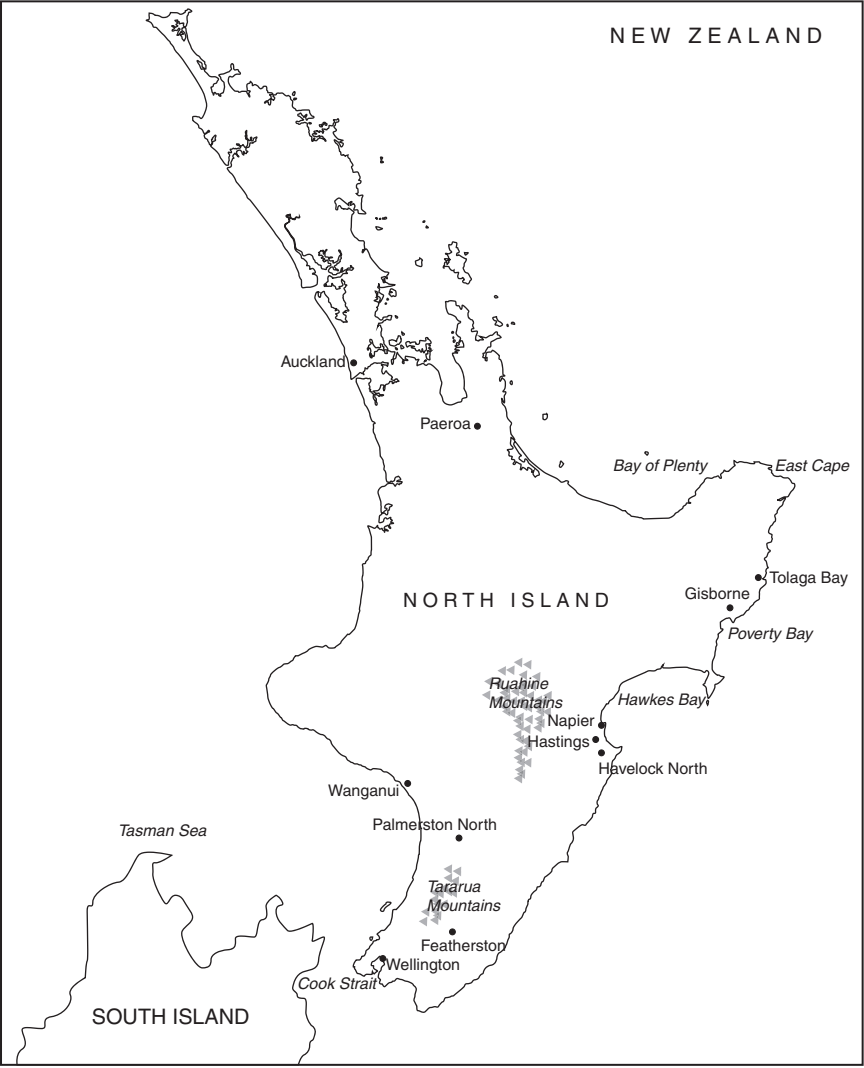 NEW ZEALAND
Auckland
Paeroa
Bay of Plenty
East Cape
Tolaga Bay
NORTH ISLAND
Gisborne
Poverty Bay
Ruahine
Mountains
Hawkes Bay
Napier
Hastings
Havelock North
Wanganui
Palmerston North
Tasman Sea
Tararua
Mountains
Featherston
Wellington
Cook Strait
SOUTH ISLAND